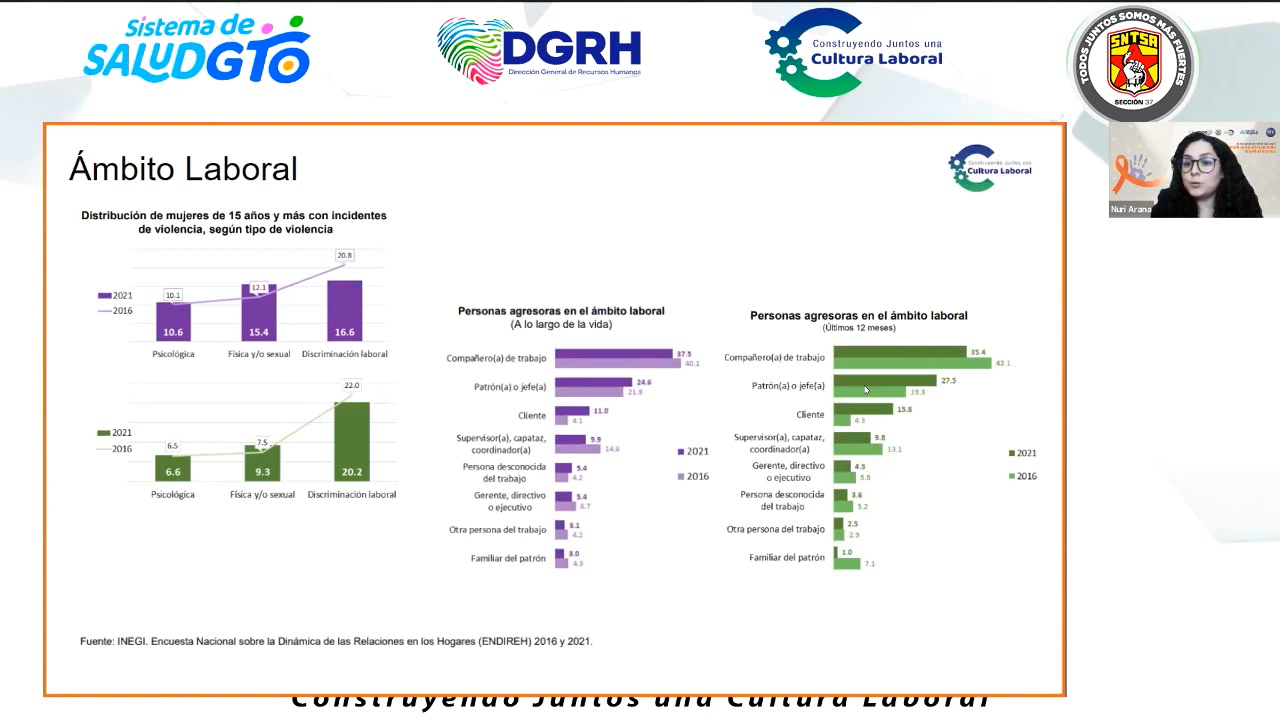 Sistema de
SALUDGTO
DGRH
Dirección General de Recursos Humanos
Construyendo Juntos una
Cultura Laboral
TODOS JUNTOS SOMOS MÁS FUERTES
SNTSA
SECCIÓN 37
Ámbito Laboral
Construyendo Juntos una
Cultura Laboral
Nuri Arana
Distribución de mujeres de 15 años y más con incidentes
de violencia, según tipo de violencia
20.8
10.1
12.1
2021
2016
10.6
15.4
16.6
Psicológica
Física y/o sexual
Discriminación laboral
22.0
6.5
7.5
2021
2016
6.6
9.3
20.2
Psicológica
Física y/o sexual
Discriminación laboral
Personas agresoras en el ámbito laboral
(A lo largo de la vida)
Compañero(a) de trabajo
37.5
40.1
Patrón(a) o jefe(a)
24.6
21.9
Cliente
11.0
4.1
Supervisor(a), capataz,
coordinador(a)
9.9
14.6
Persona desconocida
del trabajo
5.4
4.2
Gerente, directivo
o ejecutivo
5.4
6.7
Otra persona del trabajo
3.1
4.2
Familiar del patrón
3.0
4.3
2021
2016
Personas agresoras en el ámbito laboral
(Últimos 12 meses)
Compañero(a) de trabajo
35.4
42.1
Patrón(a) o jefe(a)
27.5
19.3
Cliente
15.8
Supervisor(a), capataz,
coordinador(a)
9.8
13.1
Gerente, directivo
o ejecutivo
Persona desconocida
del trabajo
3.6
5.2
Otra persona del trabajo
2.5
2.9
Familiar del patrón
1.0
7.1
2021
2016
Fuente: INEGI. Encuesta Nacional sobre la Dinámica de las Relaciones en los Hogares (ENDIREH) 2016 y 2021.
Construyendo Juntos una Cultura Laboral